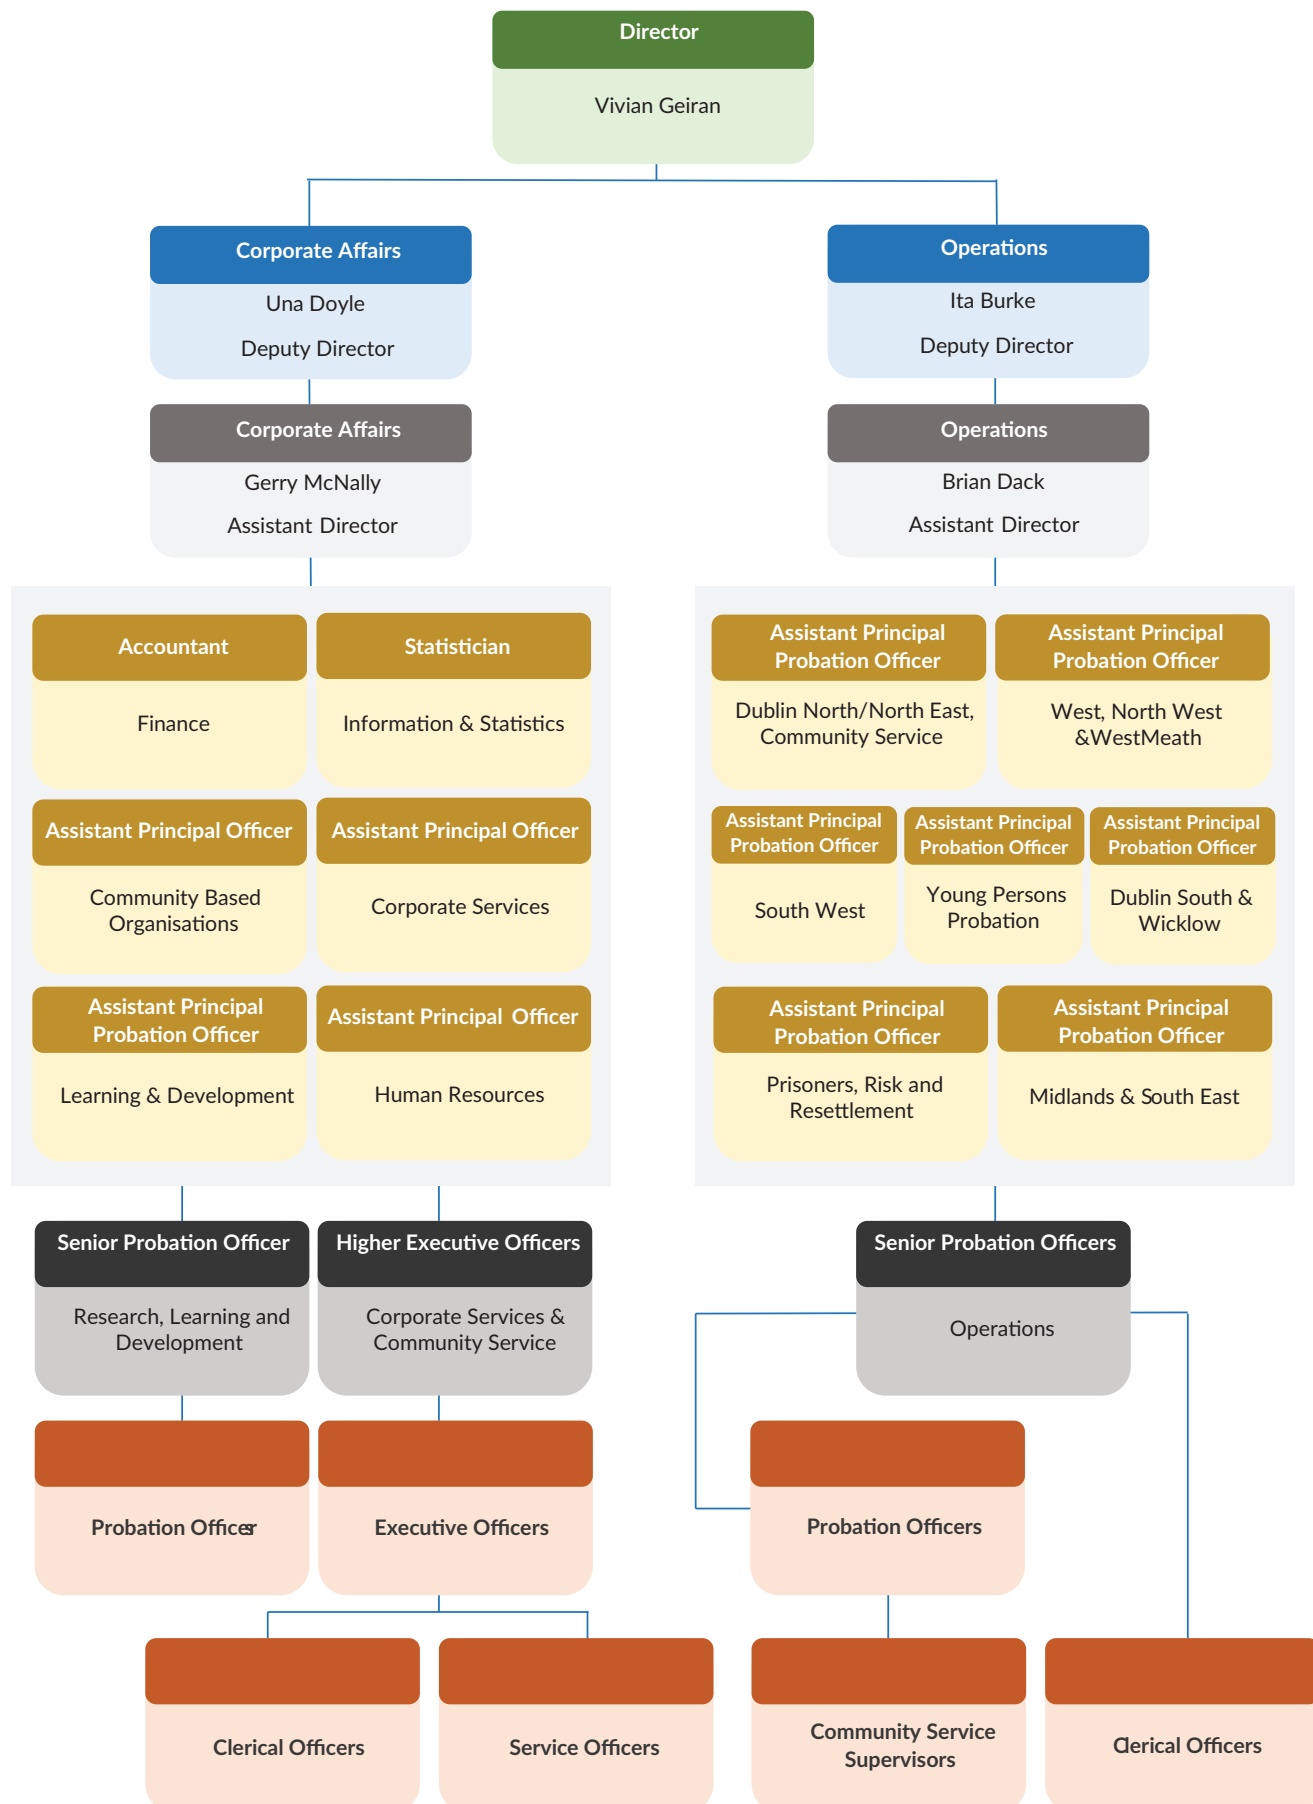 Director
Vivian Geiran
Corporate Affairs
Una Doyle
Deputy Director
Operations
Ita Burke
Deputy Director
Corporate Affairs
Gerry McNally
Assistant Director
Operations
Brian Dack
Assistant Director
Accountant
Finance
Statistician
Information & Statistics
Assistant Principal Officer
Community Based
Organisations
Assistant Principal Officer
Corporate Services
Assistant Principal
Probation Officer
Learning & Development
Assistant Principal Officer
Human Resources
Assistant Principal
Probation Officer
Dublin North/North East,
Community Service
Assistant Principal
Probation Officer
West, North West
&WestMeath
Assistant Principal
Probation Officer
South West
Assistant Principal
Probation Officer
Young Persons
Probation
Assistant Principal
Probation Officer
Dublin South &
Wicklow
Assistant Principal
Probation Officer
Prisoners, Risk and
Resettlement
Assistant Principal
Probation Officer
Midlands & South East
Senior Probation Officer
Research, Learning and
Development
Higher Executive Officers
Corporate Services &
Community Service
Senior Probation Officers
Operations
Probation Officers
Executive Officers
Probation Officers
Clerical Officers
Service Officers
Community Service
Supervisors
Clerical Officers